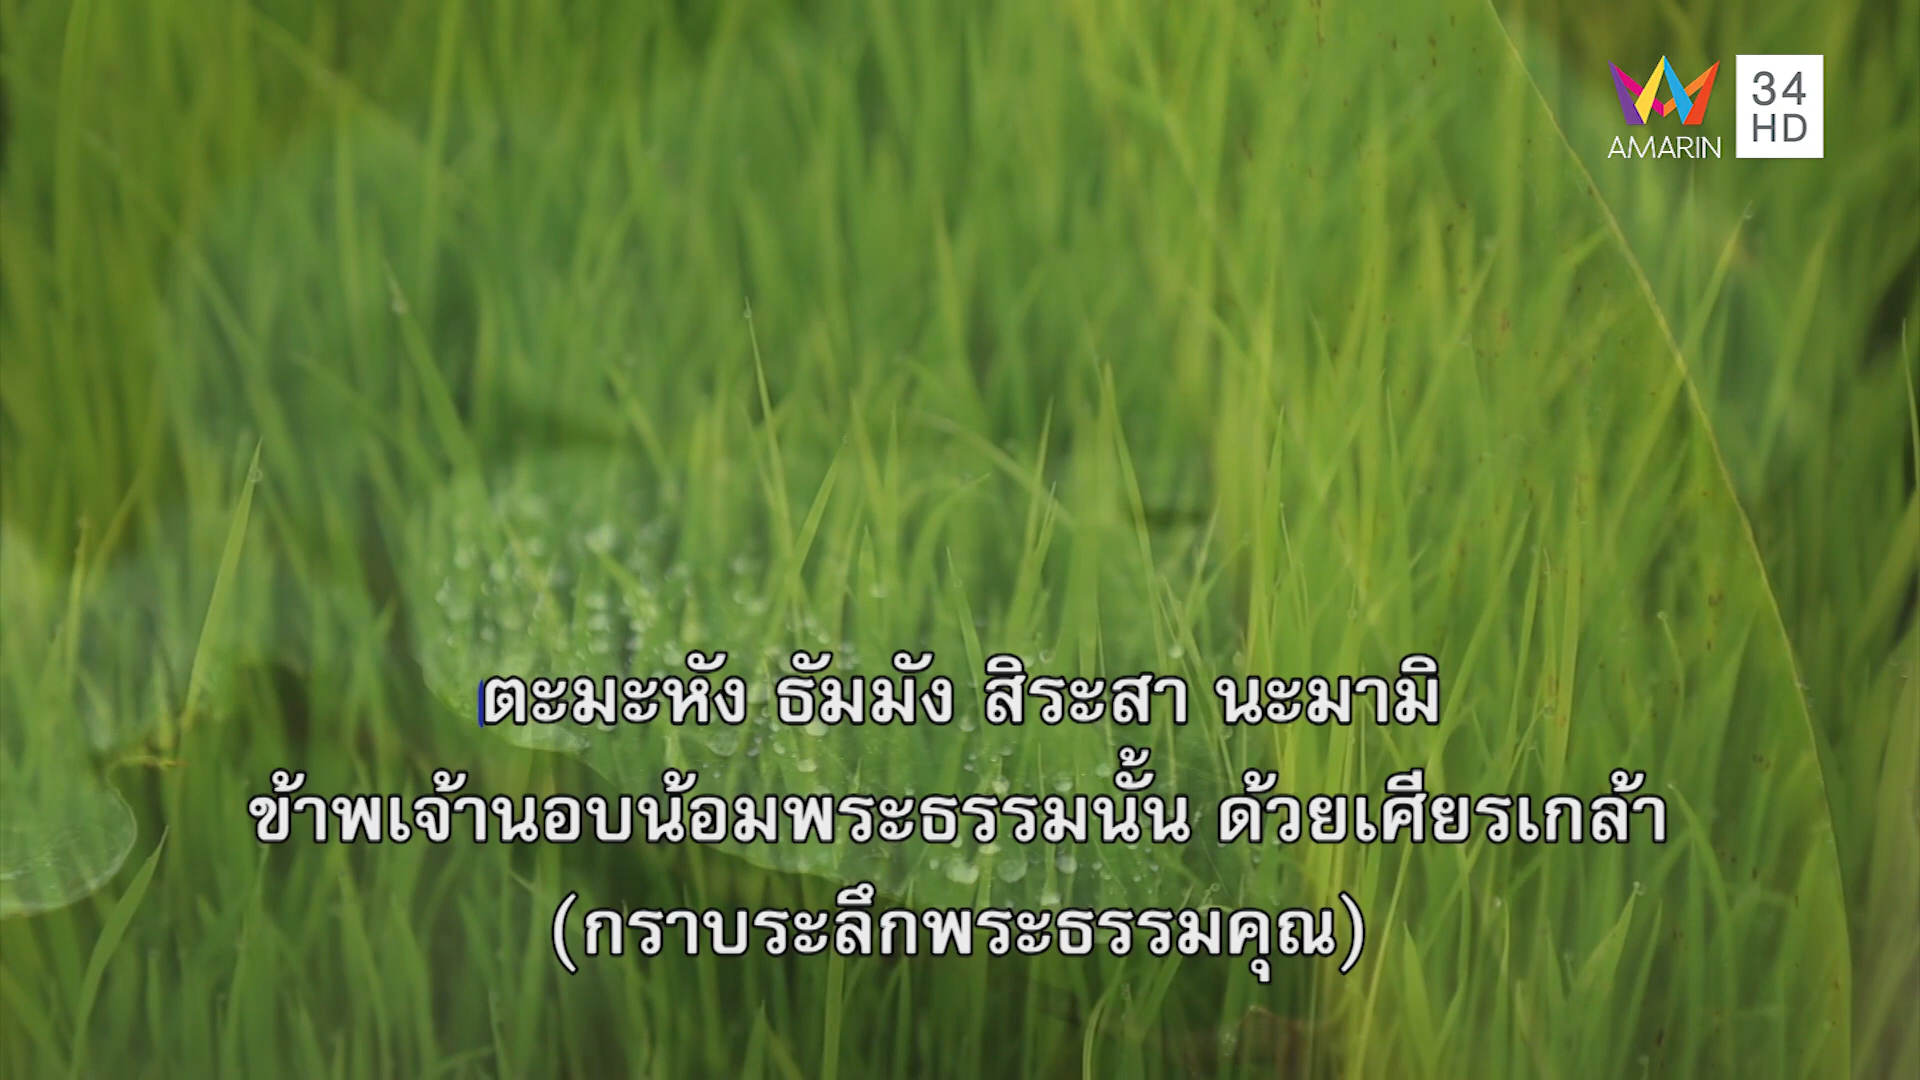 AMARIN
34
HD
ตะมะหัง ธัมมัง สิระสา นะมามิ
ข้าพเจ้านอบน้อมพระธรรมนั้น ด้วยเศียรเกล้า
(กราบระลึกพระธรรมคุณ)